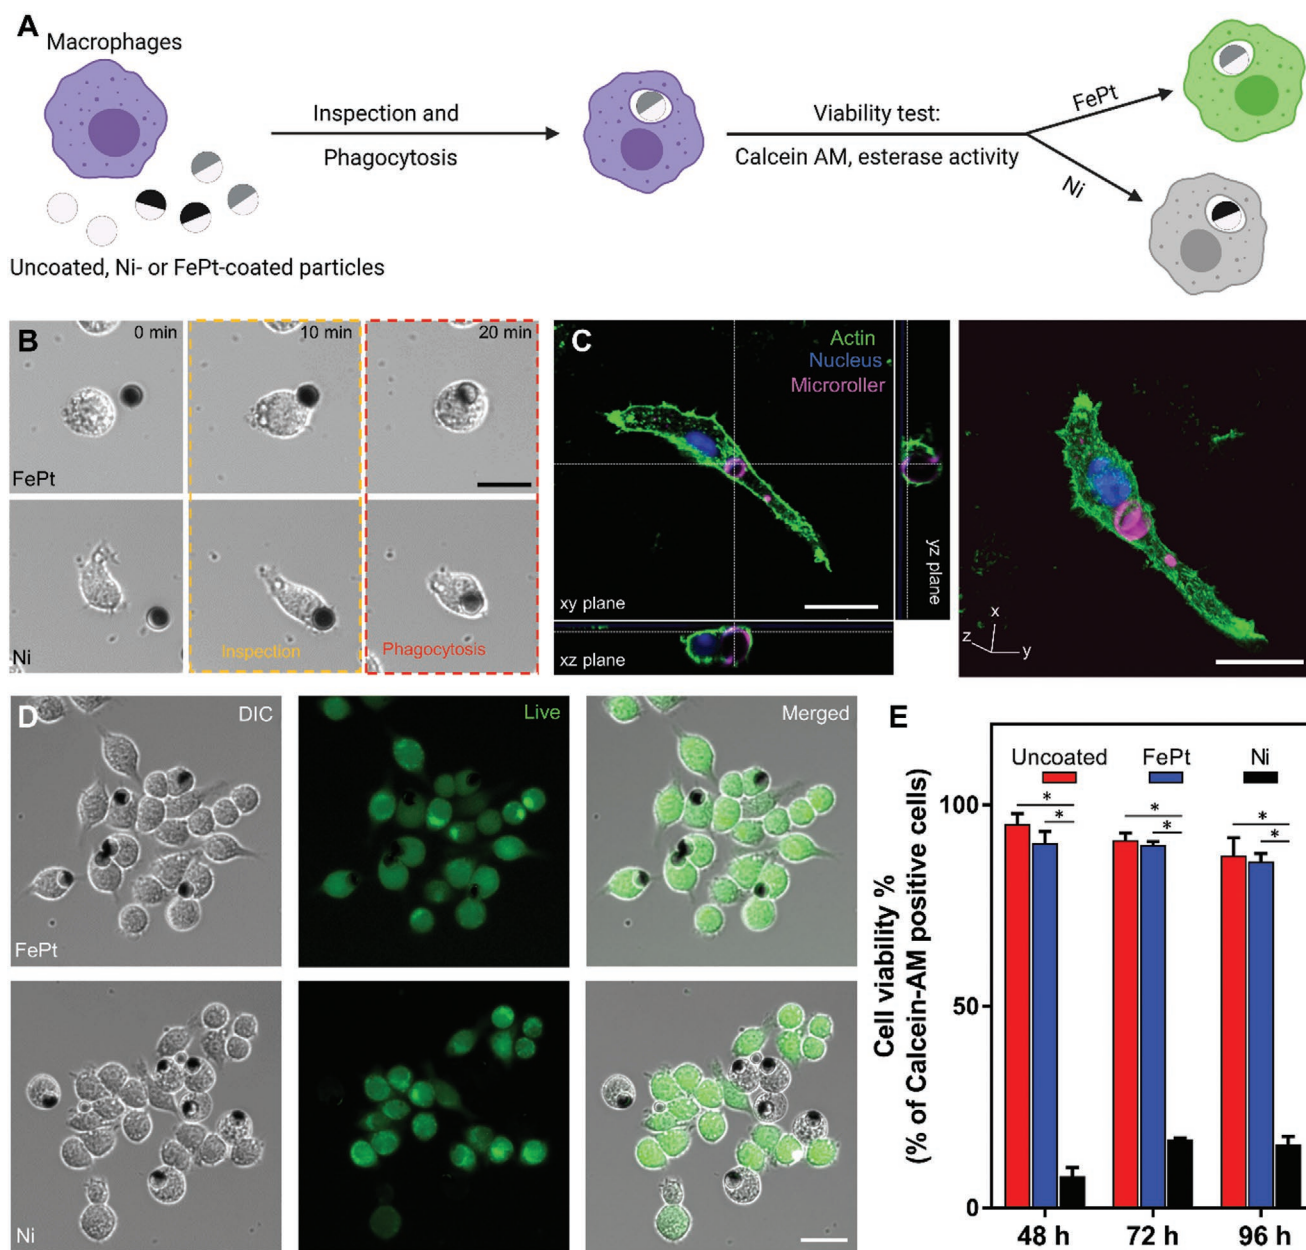 A
Macrophages
Inspection and
Phagocytosis
Viability test:
Calcein AM, esterase activity
FePt
Ni
Uncoated, Ni- or FePt-coated particles
B
0 min
10 min
20 min
FePt
Ni
Inspection
Phagocytosis
C
Actin
Nucleus
Microroller
xy plane
yz plane
xz plane
x
z
y
D
DIC
Live
Merged
FePt
Ni
E
Uncoated
FePt
Ni
Cell viability %
(% of Calcein-AM positive cells)
100
50
0
* *
* *
* *
48 h
72 h
96 h